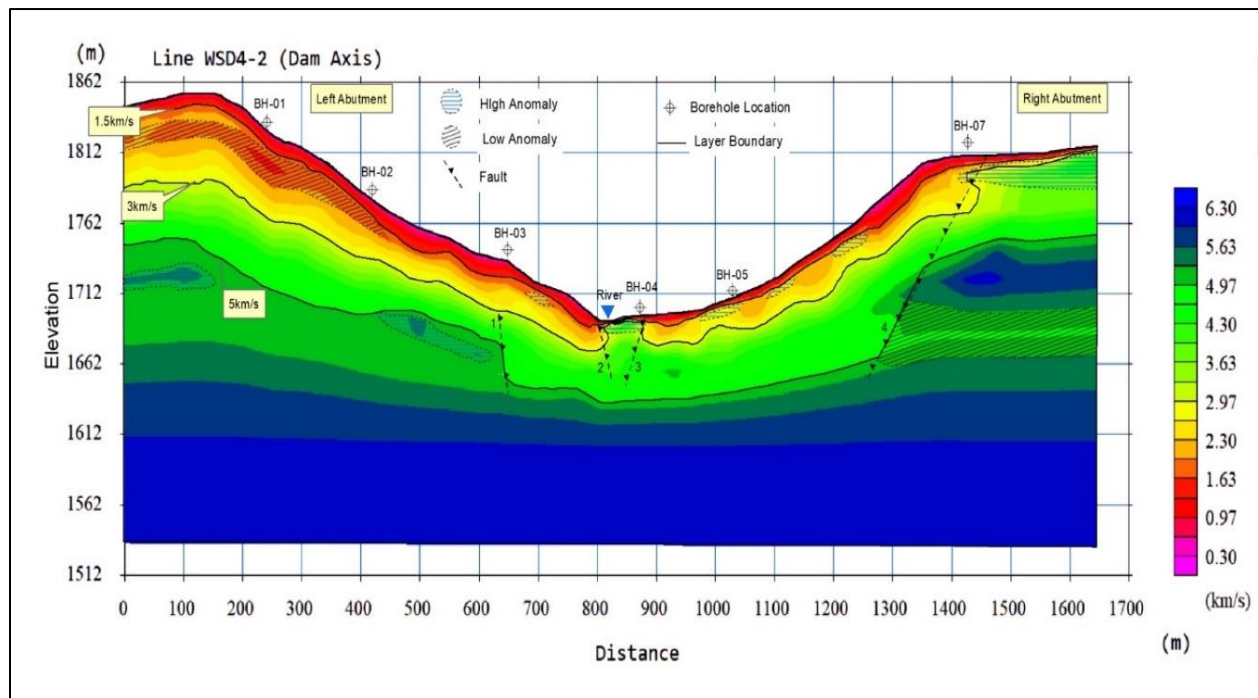 (m)
Line WSD4-2 (Dam Axis)
1862
1812
1762
1712
1662
1612
1562
1512
Elevation
1.5km/s
3km/s
5km/s
BH-01
Left Abutment
BH-02
BH-03
HIgh Anomaly
Low Anomaly
Fault
Borehole Location
Layer Boundary
River
BH-04
BH-05
Right Abutment
BH-07
1
2
3
4
6.30
5.63
4.97
4.30
3.63
2.97
2.30
1.63
0.97
0.30
(km/s)
0 100 200 300 400 500 600 700 800 900 1000 1100 1200 1300 1400 1500 1600 1700
(m)
Distance